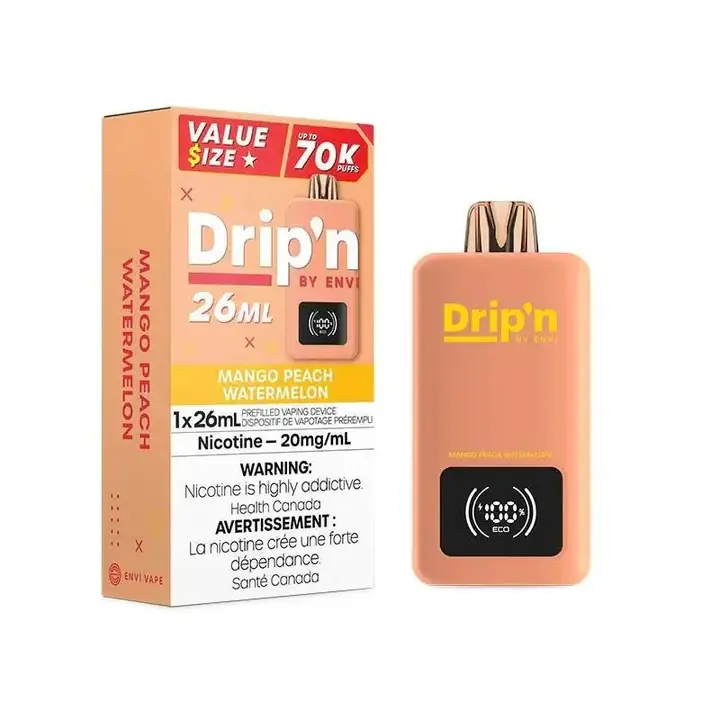 VALUE
$IZE ★
UP TO
70K
PUFFS
Drip'n
BY ENVI
26ML
100%
ECO
MANGO PEACH
WATERMELON
1x26mL PREFILLED VAPING DEVICE
DISPOSITIF DE VAPOTAGE PRÉREMPLI
Nicotine – 20mg/mL
WARNING:
Nicotine is highly addictive.
Health Canada
AVERTISSEMENT :
La nicotine crée une forte
dépendance.
Santé Canada
MANGO PEACH
WATERMELON
ENVI VAPE
Drip'n
BY ENVI
MANGO PEACH WATERMELON
100%
ECO